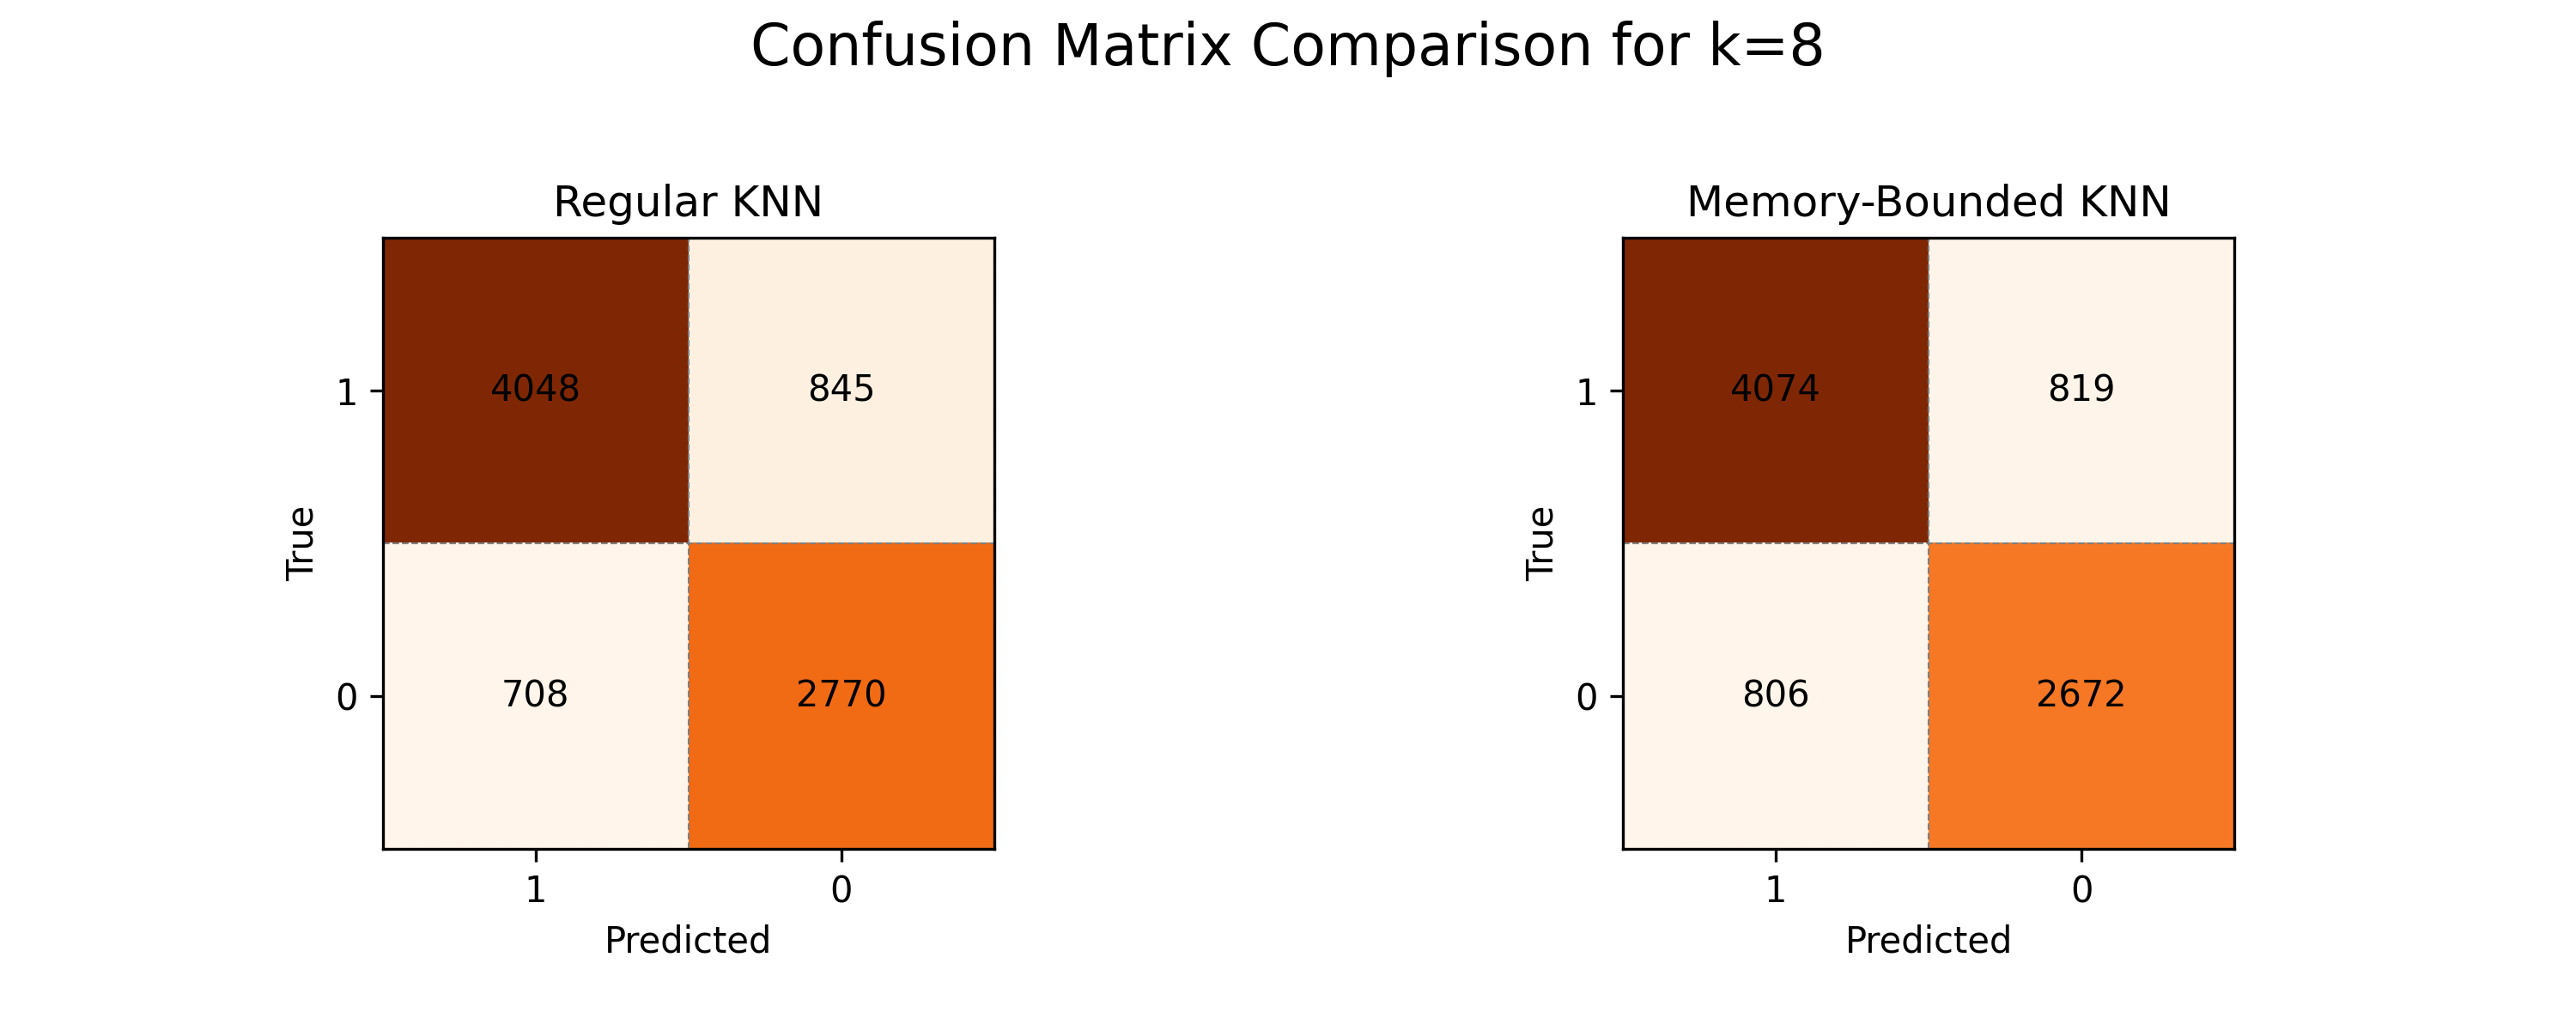 Confusion Matrix Comparison for k=8
Regular KNN
4048 845
708 2770
1
0
True
1 0
Predicted
Memory-Bounded KNN
4074 819
806 2672
1
0
True
1 0
Predicted